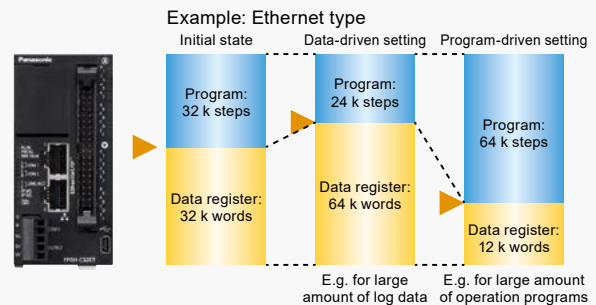 Example: Ethernet type
Initial state
Data-driven setting
Program-driven setting
Panasonic
Program:
32 k steps
Program:
24 k steps
Program:
64 k steps
Data register:
32 k words
Data register:
64 k words
Data register:
12 k words
E.g. for large
amount of log data
E.g. for large amount
of operation programs